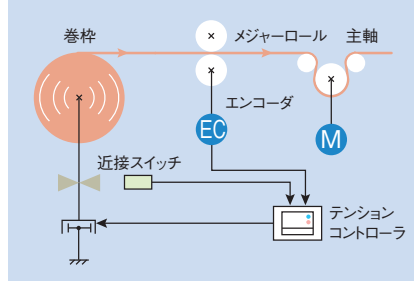 巻枠
メジャーロール
主軸
エンコーダ
EC
M
近接スイッチ
テンション
コントローラ